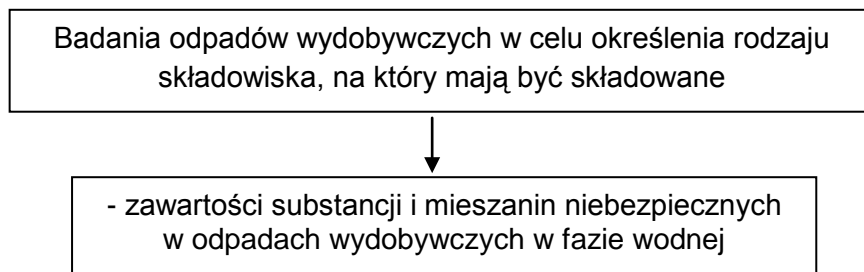 Badania odpadów wydobywczych w celu określenia rodzaju
składowiska, na który mają być składowane
- zawartości substancji i mieszanin niebezpiecznych
w odpadach wydobywczych w fazie wodnej